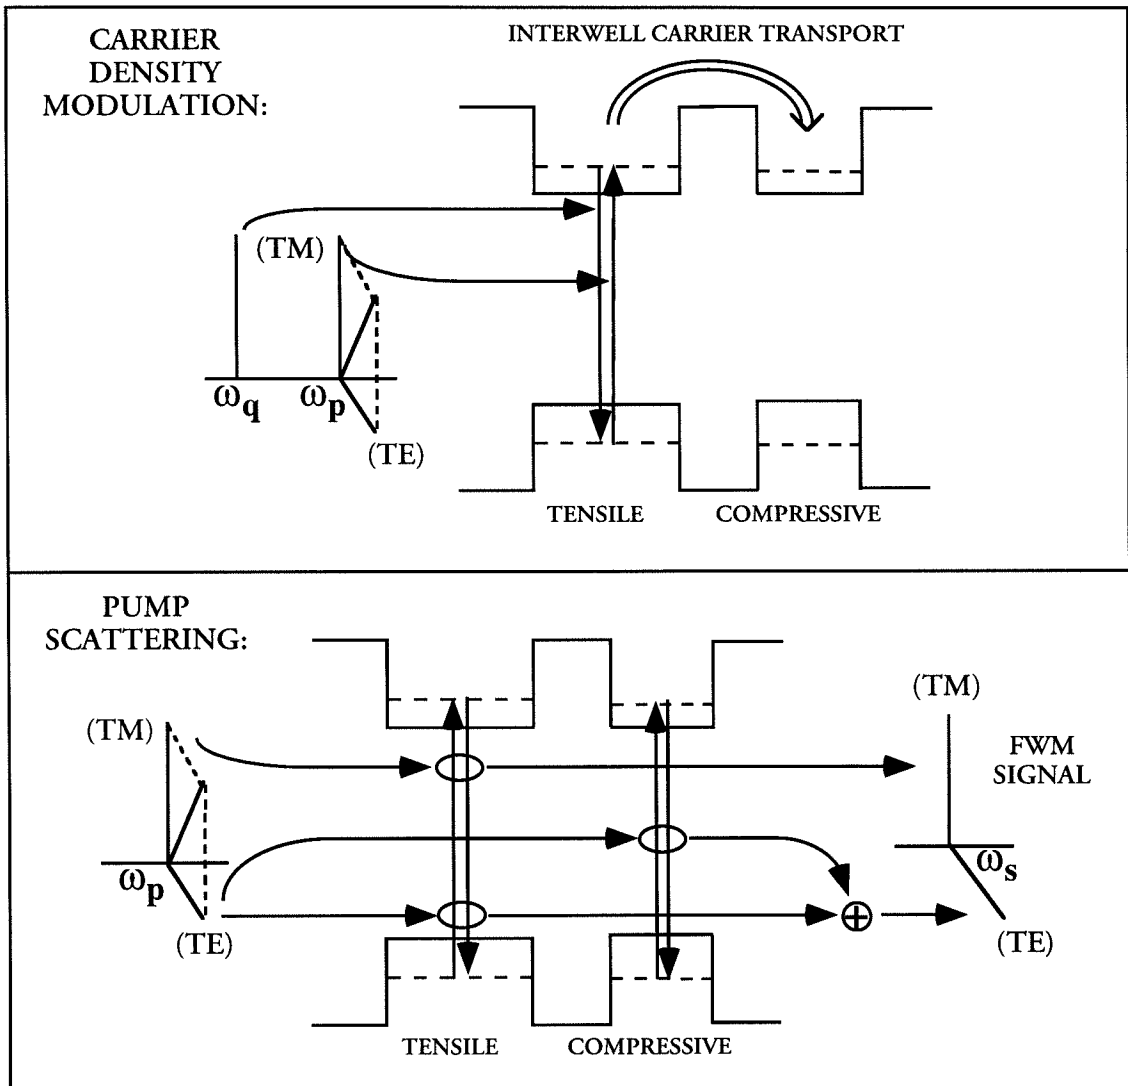 CARRIER
DENSITY
MODULATION:
INTERWELL CARRIER TRANSPORT
(TM)
ωq
ωp
(TE)
TENSILE
COMPRESSIVE
PUMP
SCATTERING:
(TM)
ωp
(TE)
(TM)
FWM
SIGNAL
ωs
(TE)
TENSILE
COMPRESSIVE